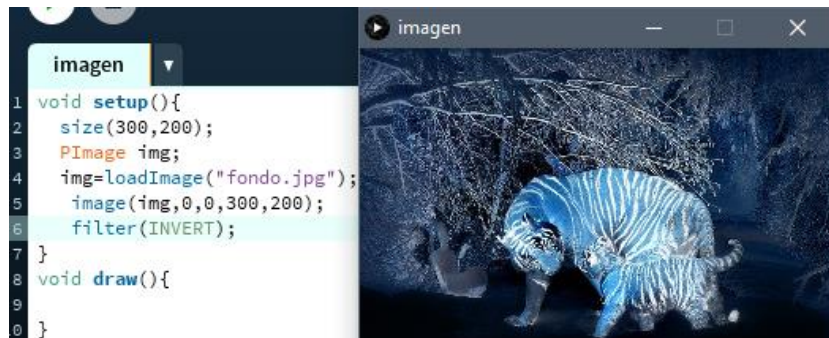 imagen
imagen
1 void setup(){
2 size(300,200);
3 PImage img;
4 img=loadImage("fondo.jpg");
5 image(img,0,0,300,200);
6 filter(INVERT);
7 }
8 void draw(){
9
0 }